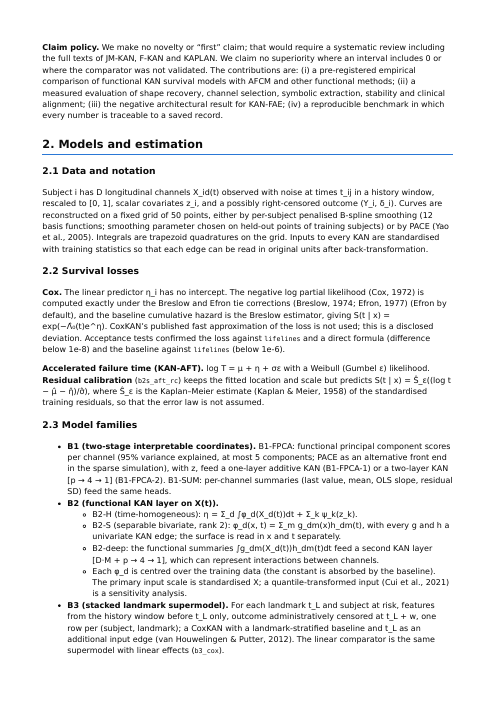 Claim policy. We make no novelty or “first” claim; that would require a systematic review including
the full texts of JM-KAN, F-KAN and KAPLAN. We claim no superiority where an interval includes 0 or
where the comparator was not validated. The contributions are: (i) a pre-registered empirical
comparison of functional KAN survival models with AFCM and other functional methods; (ii) a
measured evaluation of shape recovery, channel selection, symbolic extraction, stability and clinical
alignment; (iii) the negative architectural result for KAN-FAE; (iv) a reproducible benchmark in which
every number is traceable to a saved record.
2. Models and estimation
2.1 Data and notation
Subject i has D longitudinal channels X_id(t) observed with noise at times t_ij in a history window,
rescaled to [0, 1], scalar covariates z_i, and a possibly right-censored outcome (Y_i, δ_i). Curves are
reconstructed on a fixed grid of 50 points, either by per-subject penalised B-spline smoothing (12
basis functions; smoothing parameter chosen on held-out points of training subjects) or by PACE (Yao
et al., 2005). Integrals are trapezoid quadratures on the grid. Inputs to every KAN are standardised
with training statistics so that each edge can be read in original units after back-transformation.
2.2 Survival losses
Cox. The linear predictor η_i has no intercept. The negative log partial likelihood (Cox, 1972) is
computed exactly under the Breslow and Efron tie corrections (Breslow, 1974; Efron, 1977) (Efron by
default), and the baseline cumulative hazard is the Breslow estimator, giving S(t | x) =
exp(−Λ̂₀(t)e^η). CoxKAN’s published fast approximation of the loss is not used; this is a disclosed
deviation. Acceptance tests confirmed the loss against lifelines and a direct formula (difference
below 1e-8) and the baseline against lifelines (below 1e-6).
Accelerated failure time (KAN-AFT). log T = μ + η + σε with a Weibull (Gumbel ε) likelihood.
Residual calibration (b2s_aft_rc) keeps the fitted location and scale but predicts S(t | x) = Ŝ_ε((log t
− μ̂ − η̂)/σ̂), where Ŝ_ε is the Kaplan–Meier estimate (Kaplan & Meier, 1958) of the standardised
training residuals, so that the error law is not assumed.
2.3 Model families
• B1 (two-stage interpretable coordinates). B1-FPCA: functional principal component scores
per channel (95% variance explained, at most 5 components; PACE as an alternative front end
in the sparse simulation), with z, feed a one-layer additive KAN (B1-FPCA-1) or a two-layer KAN
[p → 4 → 1] (B1-FPCA-2). B1-SUM: per-channel summaries (last value, mean, OLS slope, residual
SD) feed the same heads.
• B2 (functional KAN layer on X(t)).
◦ B2-H (time-homogeneous): η = Σ_d ∫φ_d(X_d(t))dt + Σ_k ψ_k(z_k).
◦ B2-S (separable bivariate, rank 2): φ_d(x, t) = Σ_m g_dm(x)h_dm(t), with every g and h a
univariate KAN edge; the surface is read in x and t separately.
◦ B2-deep: the functional summaries ∫g_dm(X_d(t))h_dm(t)dt feed a second KAN layer
[D·M + p → 4 → 1], which can represent interactions between channels.
◦ Each φ_d is centred over the training data (the constant is absorbed by the baseline).
The primary input scale is standardised X; a quantile-transformed input (Cui et al., 2021)
is a sensitivity analysis.
• B3 (stacked landmark supermodel). For each landmark t_L and subject at risk, features
from the history window before t_L only, outcome administratively censored at t_L + w, one
row per (subject, landmark); a CoxKAN with a landmark-stratified baseline and t_L as an
additional input edge (van Houwelingen & Putter, 2012). The linear comparator is the same
supermodel with linear effects (b3_cox).